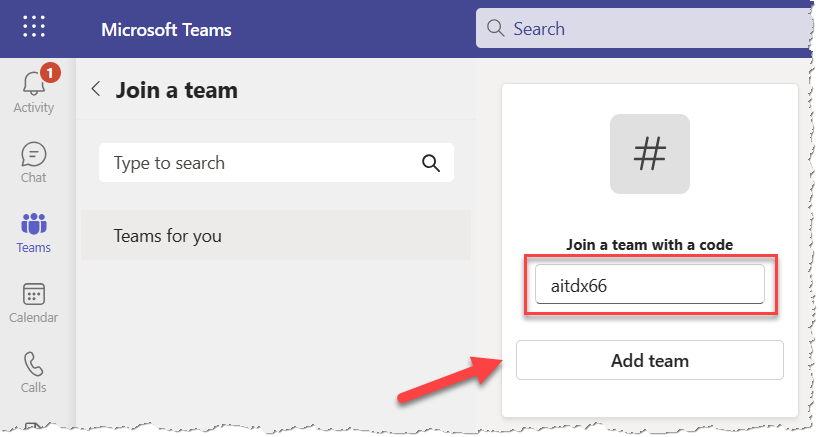 Microsoft Teams
Search
1
Activity
Chat
Teams
Calendar
Calls
Join a team
Type to search
Teams for you
#
Join a team with a code
aitdx66
Add team